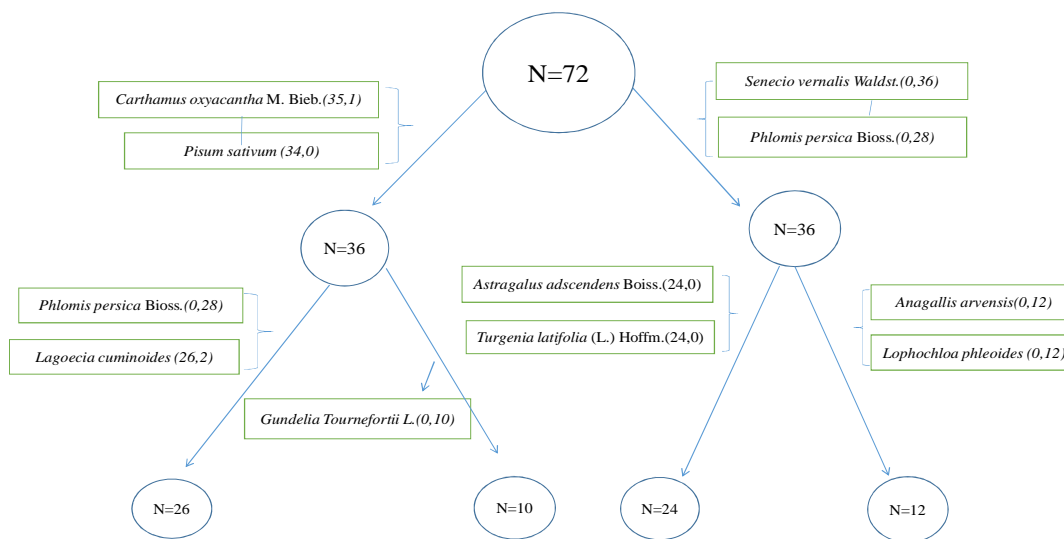 N=72
Carthamus oxyacantha M. Bieb.(35,1)
Pisum sativum (34,0)
Senecio vernalis Waldst.(0,36)
Phlomis persica Bioss.(0,28)
N=36
N=36
Phlomis persica Bioss.(0,28)
Lagoecia cuminoides (26,2)
Astragalus adscendens Boiss.(24,0)
Turgenia latifolia (L.) Hoffm.(24,0)
Anagallis arvensis(0,12)
Lophochloa phleoides (0,12)
Gundelia Tournefortii L.(0,10)
N=26
N=10
N=24
N=12